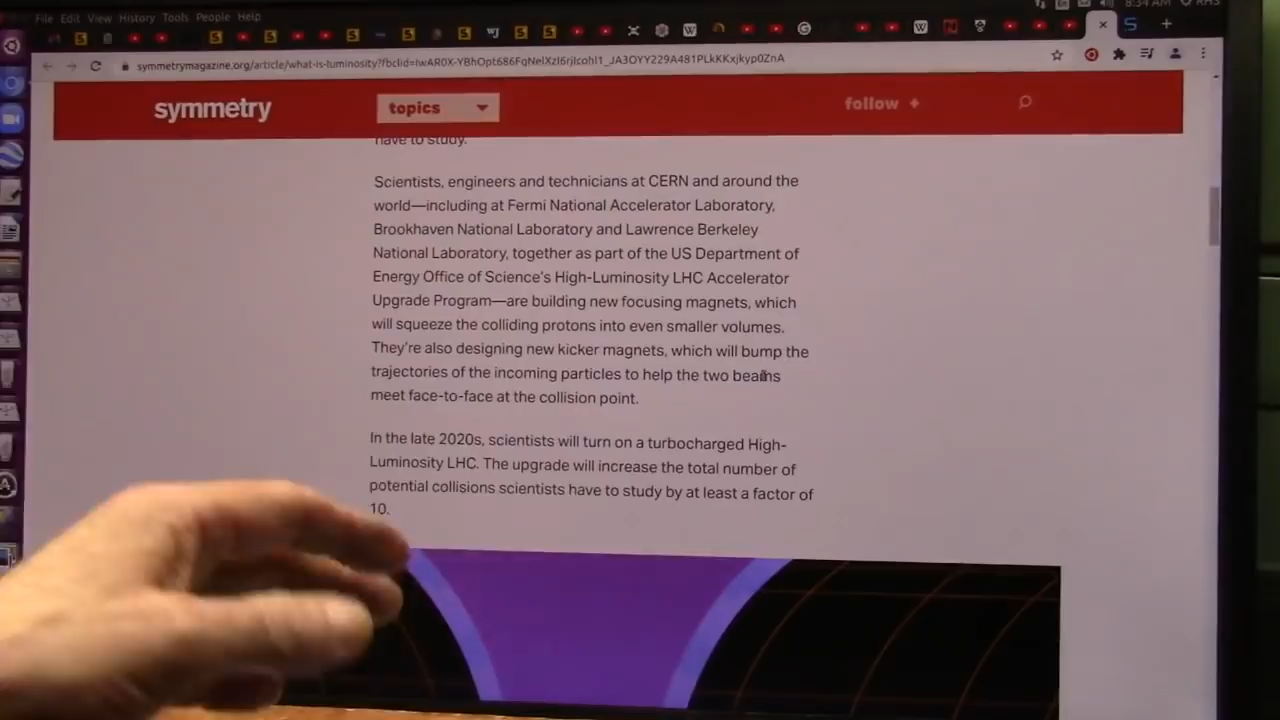 File Edit View History Tools People Help
8:34 AM
symmetrymagazine.org/article/what-is-luminosity?fbclid=
symmetry
topics
follow +
have to study.
Scientists, engineers and technicians at CERN and around the
world—including at Fermi National Accelerator Laboratory,
Brookhaven National Laboratory and Lawrence Berkeley
National Laboratory, together as part of the US Department of
Energy Office of Science's High-Luminosity LHC Accelerator
Upgrade Program—are building new focusing magnets, which
will squeeze the colliding protons into even smaller volumes.
They're also designing new kicker magnets, which will bump the
trajectories of the incoming particles to help the two beams
meet face-to-face at the collision point.
In the late 2020s, scientists will turn on a turbocharged High-
Luminosity LHC. The upgrade will increase the total number of
potential collisions scientists have to study by at least a factor of
10.